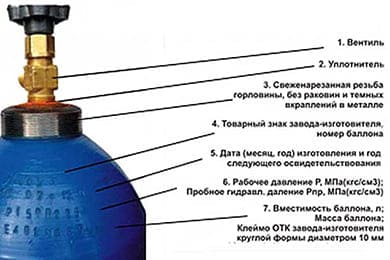 1. Вентиль
2. Уплотнитель
3. Свеженарезанная резьба
горловины, без раковин и темных
вкраплений в металле
4. Товарный знак завода-изготовителя,
номер баллона
5. Дата (месяц, год) изготовления и год
следующего освидетельствования
6. Рабочее давление Р, МПа(кгс/см3);
Пробное гидравл. даление Рпр, МПа(кгс/см3)
7. Вместимость баллона, л;
Масса баллона;
Клеймо ОТК завода-изготовителя
круглой формы диаметром 10 мм